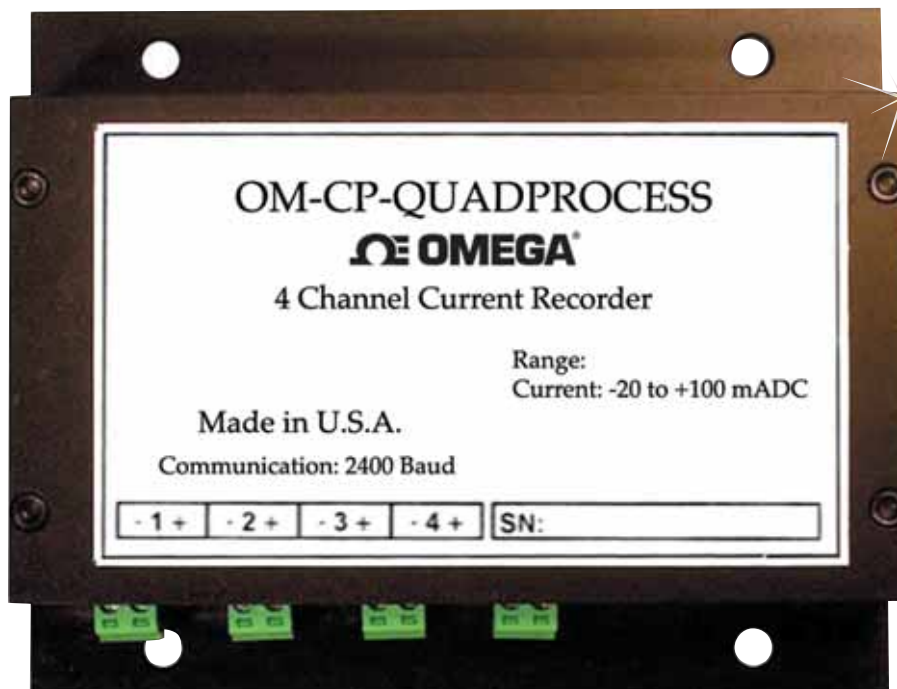 OM-CP-QUADPROCESS
OMEGA®
4 Channel Current Recorder
Range:
Current: -20 to +100 mADC
Made in U.S.A.
Communication: 2400 Baud
- 1 + - 2 + - 3 + - 4 + SN: